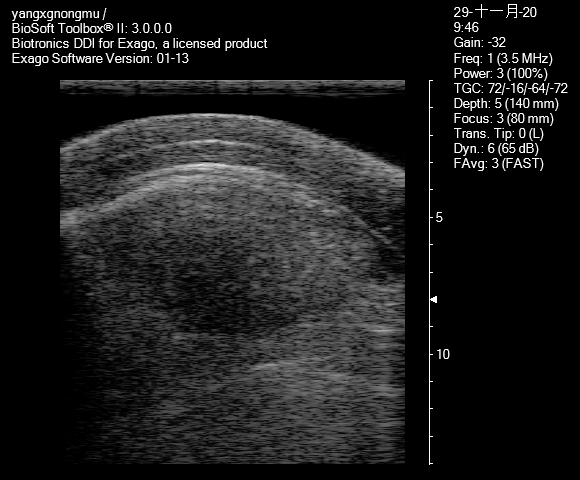 yangxgnongmu /
BioSoft Toolbox® II: 3.0.0.0
Biotronics DDI for Exago, a licensed product
Exago Software Version: 01-13
29-十一月-20
9:46
Gain: -32
Freq: 1 (3.5 MHz)
Power: 3 (100%)
TGC: 72/-16/-64/-72
Depth: 5 (140 mm)
Focus: 3 (80 mm)
Trans. Tip: 0 (L)
Dyn.: 6 (65 dB)
FAvg: 3 (FAST)
5
10